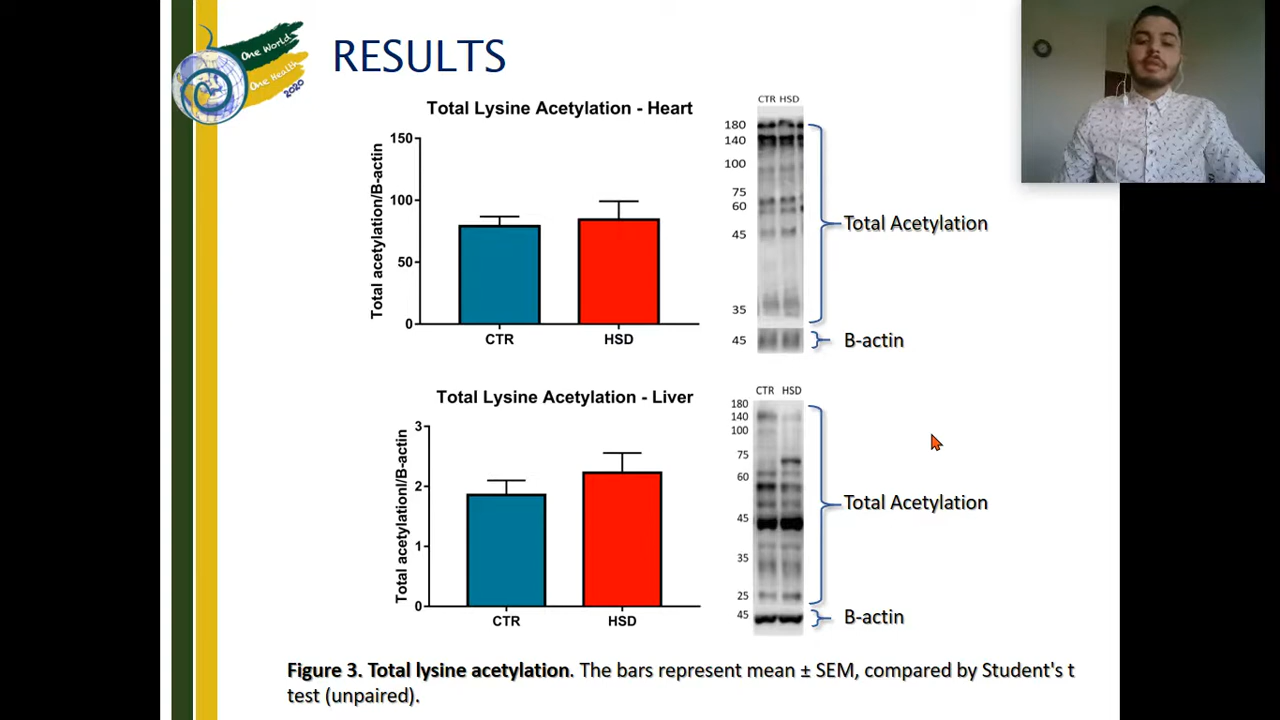 One World
One Health
2020
RESULTS
Total Lysine Acetylation - Heart
Total acetylation/B-actin
150
100
50
0
CTR
HSD
CTR HSD
180
140
100
75
60
45
35
45
Total Acetylation
B-actin
Total Lysine Acetylation - Liver
Total acetylationl/B-actin
3
2
1
0
CTR
HSD
CTR HSD
180
140
100
75
60
45
35
25
45
Total Acetylation
B-actin
Figure 3. Total lysine acetylation. The bars represent mean ± SEM, compared by Student's t
test (unpaired).